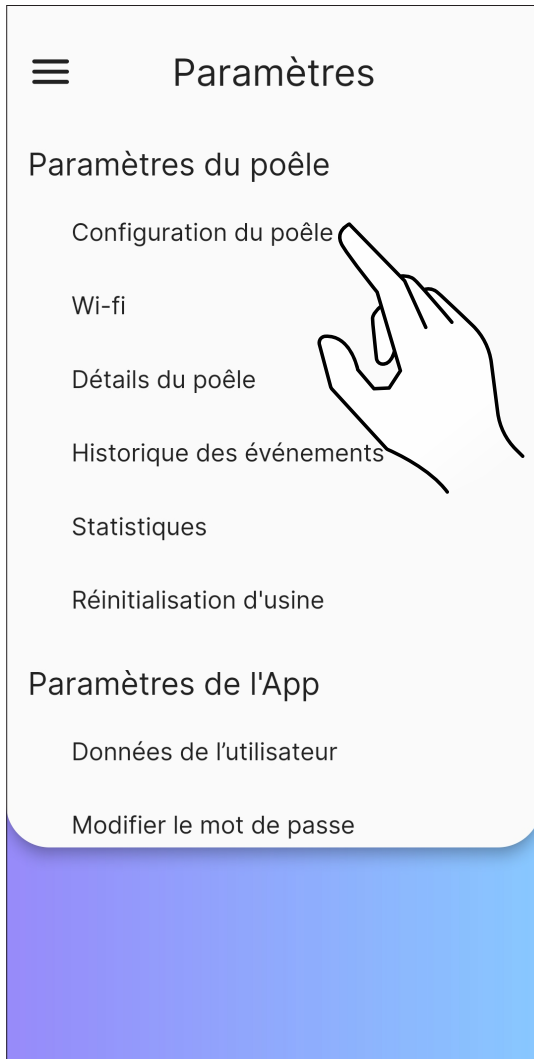 Paramètres
Paramètres du poêle
Configuration du poêle
Wi-fi
Détails du poêle
Historique des événements
Statistiques
Réinitialisation d'usine
Paramètres de l'App
Données de l’utilisateur
Modifier le mot de passe